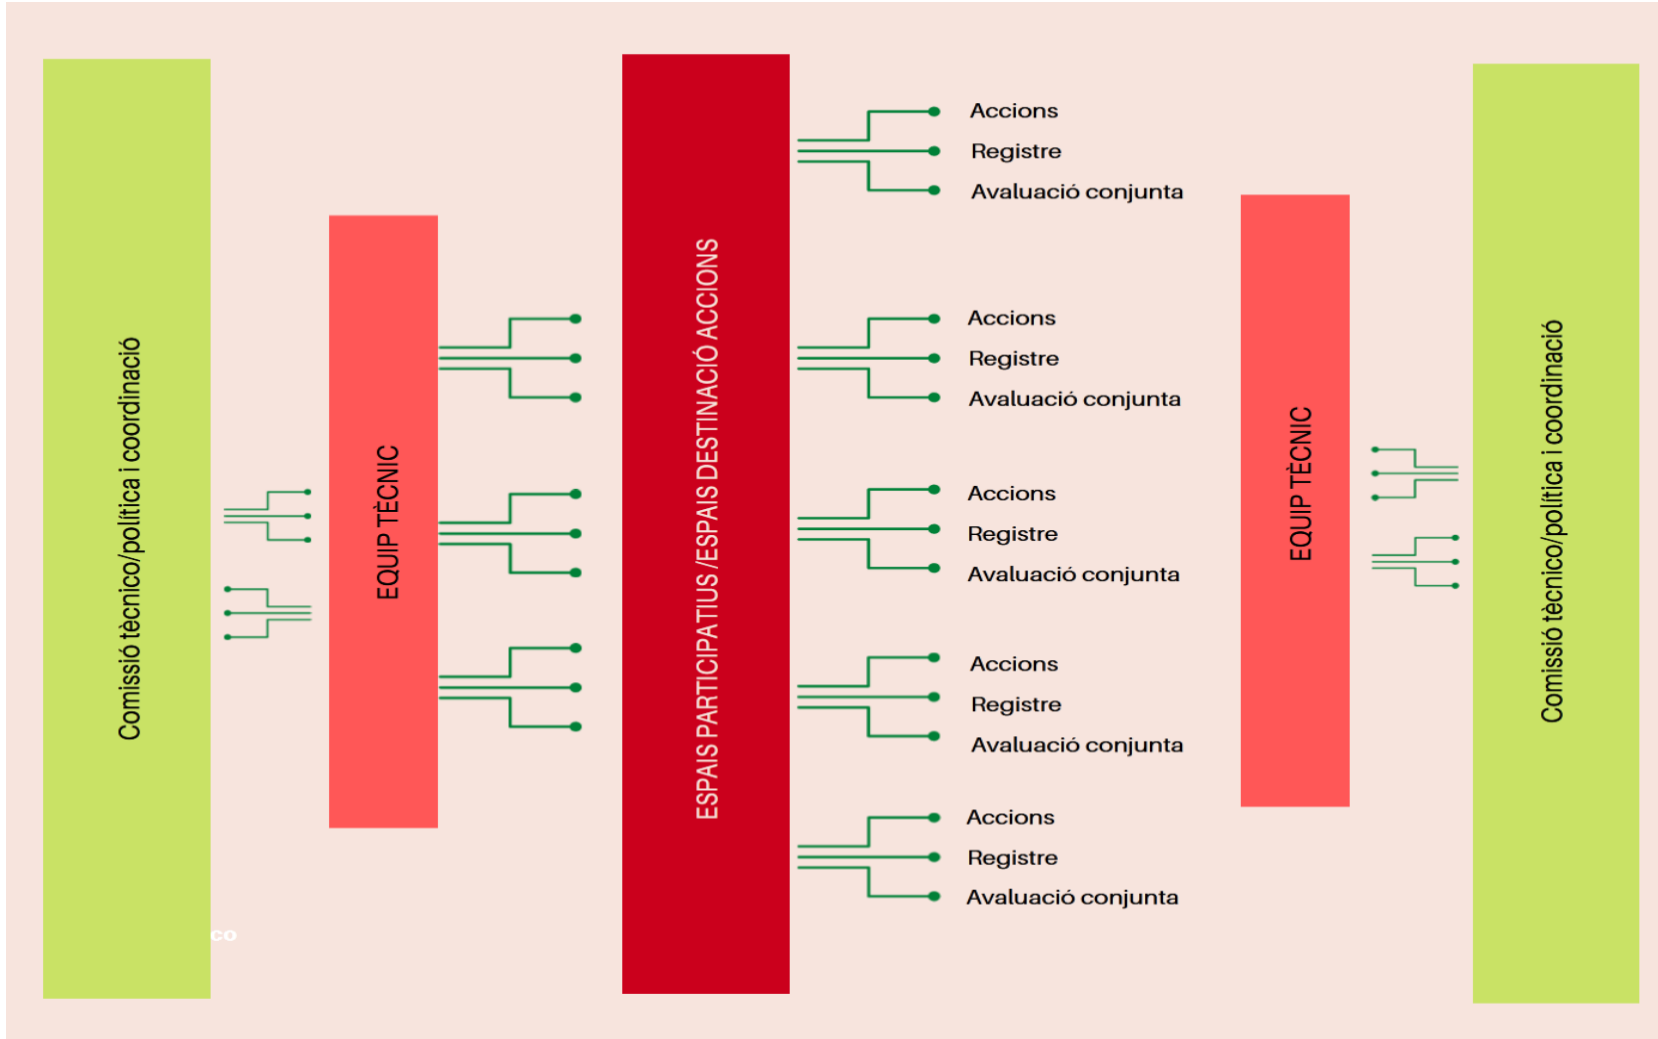 Comissió tècnico/política i coordinació
EQUIP TÈCNIC
ESPAIS PARTICIPATIUS /ESPAIS DESTINACIÓ ACCIONS
Accions
Registre
Avaluació conjunta
Accions
Registre
Avaluació conjunta
Accions
Registre
Avaluació conjunta
Accions
Registre
Avaluació conjunta
Accions
Registre
Avaluació conjunta
EQUIP TÈCNIC
Comissió tècnico/política i coordinació
co